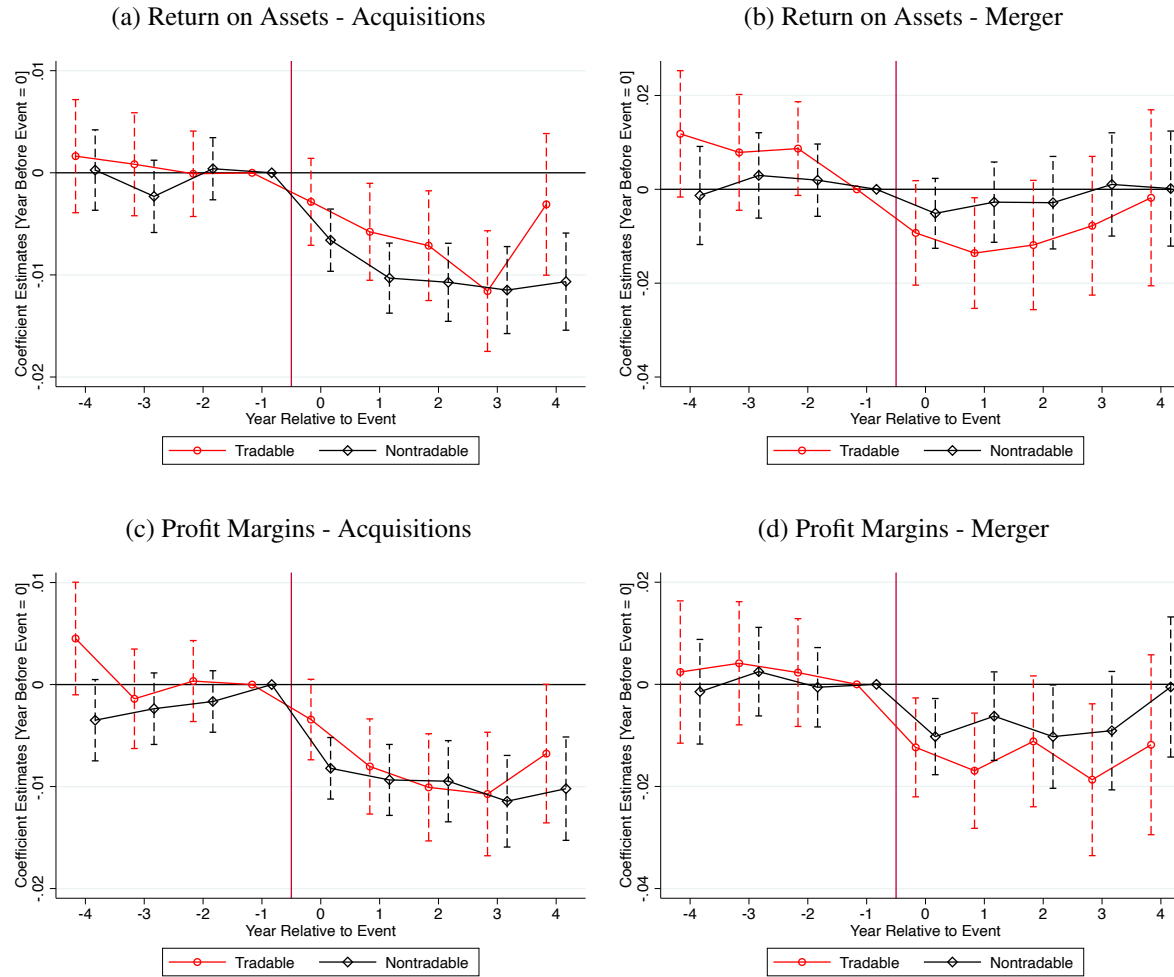 (a) Return on Assets - Acquisitions
Coefficient Estimates [Year Before Event = 0]
.01
0
-.01
-.02
-4 -3 -2 -1 0 1 2 3 4
Year Relative to Event
Tradable Nontradable
(b) Return on Assets - Merger
Coefficient Estimates [Year Before Event = 0]
.02
0
-.02
-.04
-4 -3 -2 -1 0 1 2 3 4
Year Relative to Event
Tradable Nontradable
(c) Profit Margins - Acquisitions
Coefficient Estimates [Year Before Event = 0]
.01
0
-.01
-.02
-4 -3 -2 -1 0 1 2 3 4
Year Relative to Event
Tradable Nontradable
(d) Profit Margins - Merger
Coefficient Estimates [Year Before Event = 0]
.02
0
-.02
-.04
-4 -3 -2 -1 0 1 2 3 4
Year Relative to Event
Tradable Nontradable